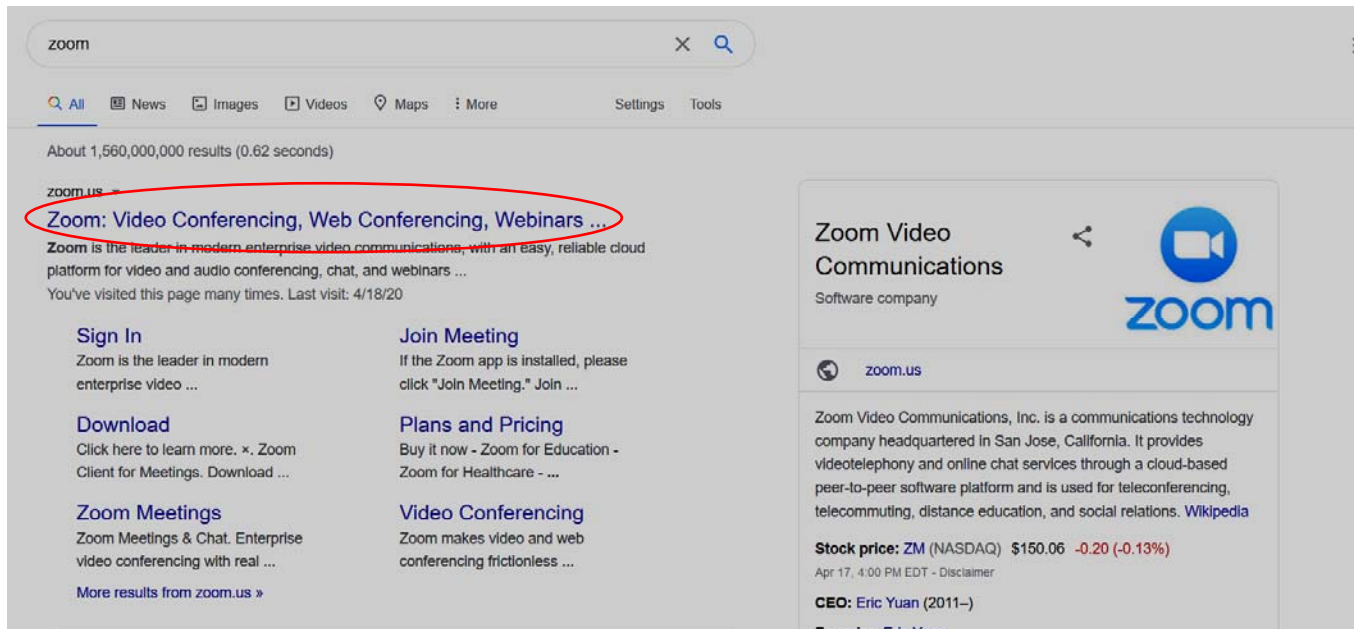 zoom
All News Images Videos Maps More Settings Tools
About 1,560,000,000 results (0.62 seconds)
zoom.us
Zoom: Video Conferencing, Web Conferencing, Webinars ...
Zoom is the leader in modern enterprise video communications, with an easy, reliable cloud
platform for video and audio conferencing, chat, and webinars ...
You've visited this page many times. Last visit: 4/18/20
Sign In
Zoom is the leader in modern
enterprise video ...
Join Meeting
If the Zoom app is installed, please
click "Join Meeting." Join ...
Download
Click here to learn more. ×. Zoom
Client for Meetings. Download ...
Plans and Pricing
Buy it now - Zoom for Education -
Zoom for Healthcare - ...
Zoom Meetings
Zoom Meetings & Chat. Enterprise
video conferencing with real ...
Video Conferencing
Zoom makes video and web
conferencing frictionless ...
More results from zoom.us »
Zoom Video
Communications
Software company
zoom
zoom.us
Zoom Video Communications, Inc. is a communications technology
company headquartered in San Jose, California. It provides
videotelephony and online chat services through a cloud-based
peer-to-peer software platform and is used for teleconferencing,
telecommuting, distance education, and social relations. Wikipedia
Stock price: ZM (NASDAQ) $150.06 -0.20 (-0.13%)
Apr 17, 4:00 PM EDT - Disclaimer
CEO: Eric Yuan (2011–)